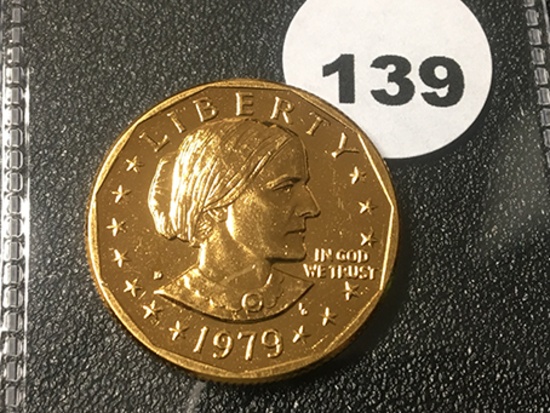 139
LIBERTY
IN GOD
WE TRUST
1979